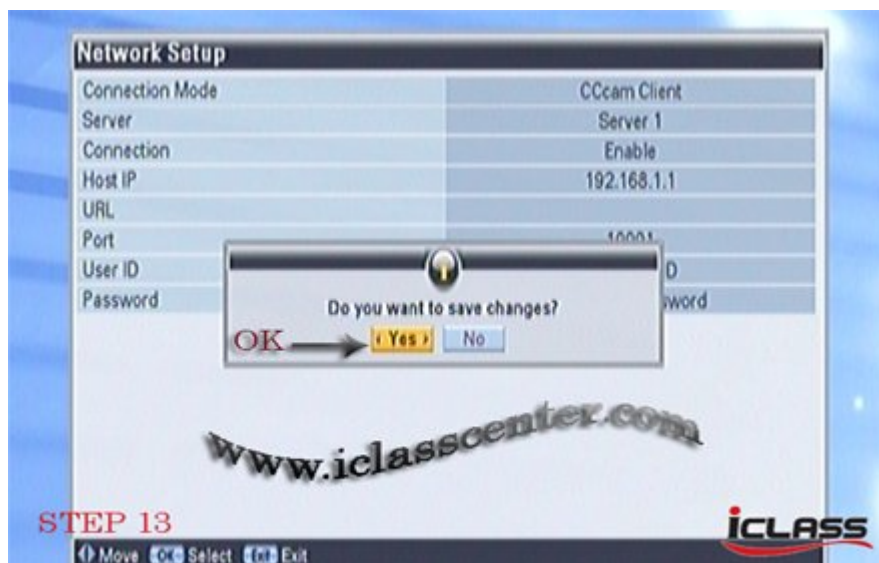 Network Setup
Connection Mode CCcam Client
Server Server 1
Connection Enable
Host IP 192.168.1.1
URL
Port 10001
User ID D
Password word
Do you want to save changes?
OK Yes No
www.iclasscenter.com
STEP 13
iCLASS
Move OK Select Exit Exit